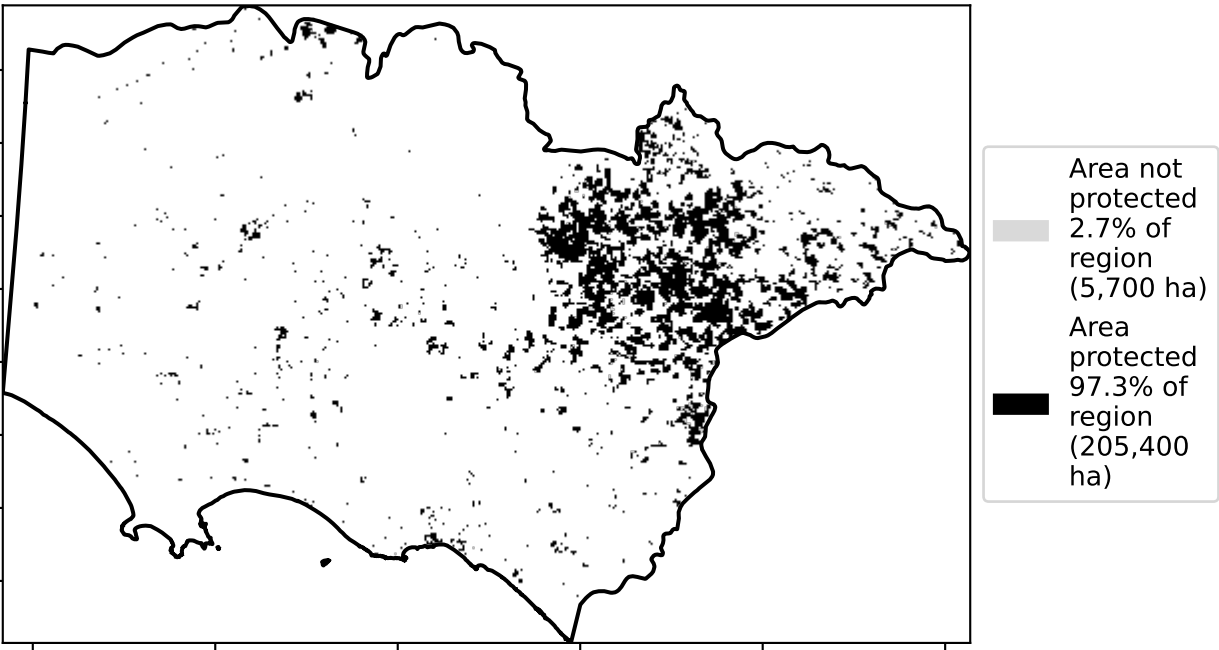 Area not
protected
2.7% of
region
(5,700 ha)
Area
protected
97.3% of
region
(205,400
ha)